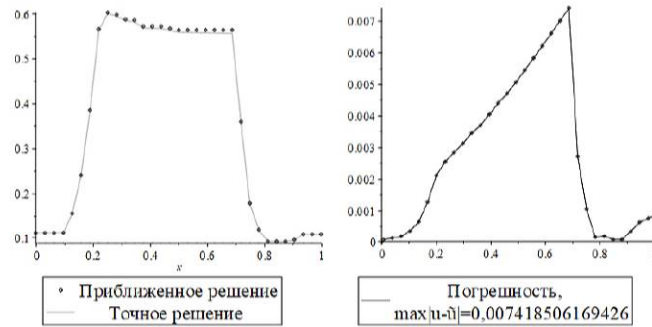 0.6
0.5
0.4
0.3
0.2
0.1
0 0.2 0.4 0.6 0.8 1
x
Приближенное решение
Точное решение
0.007
0.006
0.005
0.004
0.003
0.002
0.001
0
0 0.2 0.4 0.6 0.8 1
Погрешность,
max|u-ũ|=0,007418506169426